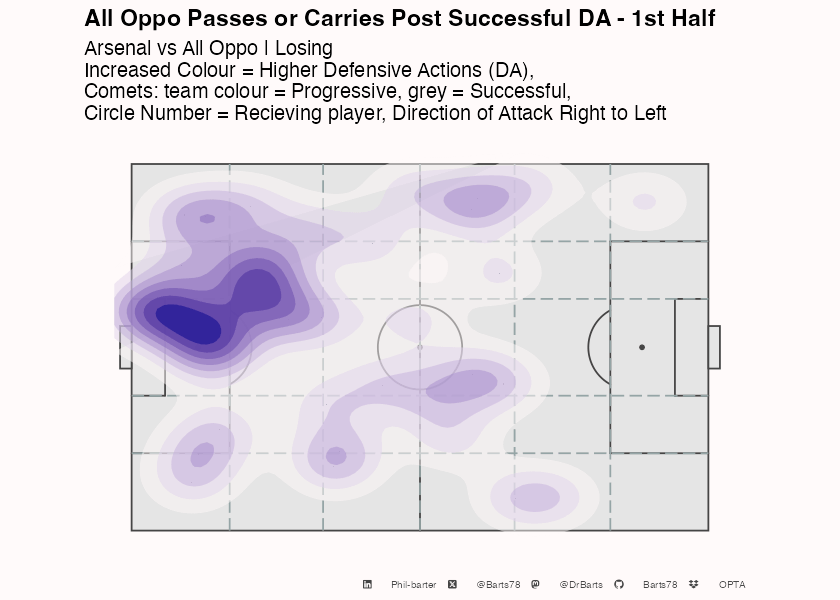 All Oppo Passes or Carries Post Successful DA - 1st Half
Arsenal vs All Oppo | Losing
Increased Colour = Higher Defensive Actions (DA),
Comets: team colour = Progressive, grey = Successful,
Circle Number = Recieving player, Direction of Attack Right to Left
Phil-barter @Barts78 @DrBarts Barts78 OPTA